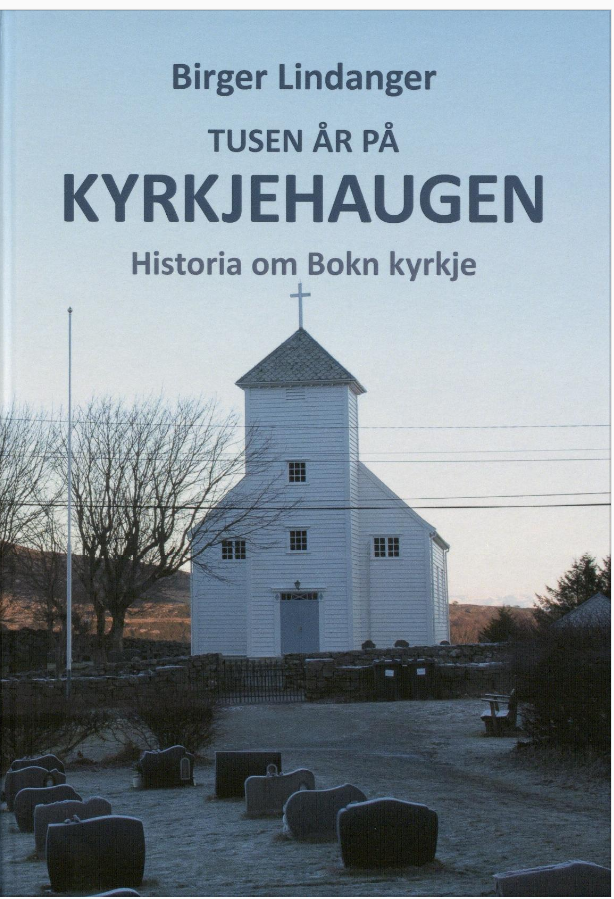 Birger Lindanger
TUSEN ÅR PÅ
KYRKJEHAUGEN
Historia om Bokn kyrkje